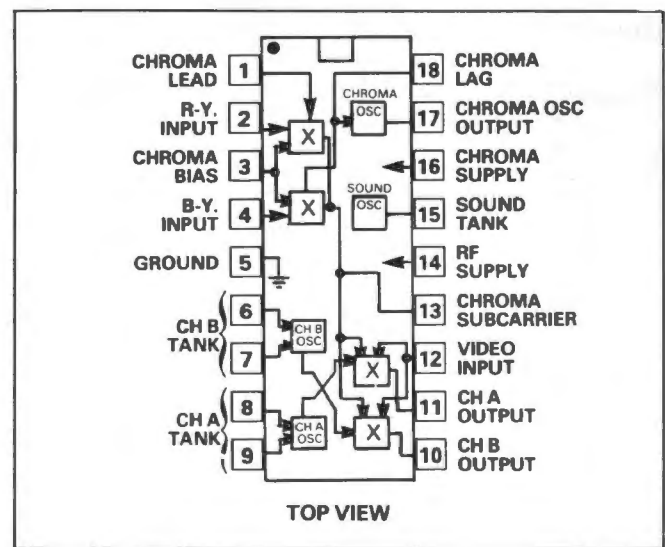 CHROMA
LEAD
1
R-Y.
INPUT
2
CHROMA
BIAS
3
B-Y.
INPUT
4
GROUND
5
CH B
TANK
6
7
CH A
TANK
8
9
CHROMA
OSC
X
X
SOUND
OSC
CH B
OSC
CH A
OSC
X
X
18
CHROMA
LAG
17
CHROMA OSC
OUTPUT
16
CHROMA
SUPPLY
15
SOUND
TANK
14
RF
SUPPLY
13
CHROMA
SUBCARRIER
12
VIDEO
INPUT
11
CH A
OUTPUT
10
CH B
OUTPUT
TOP VIEW